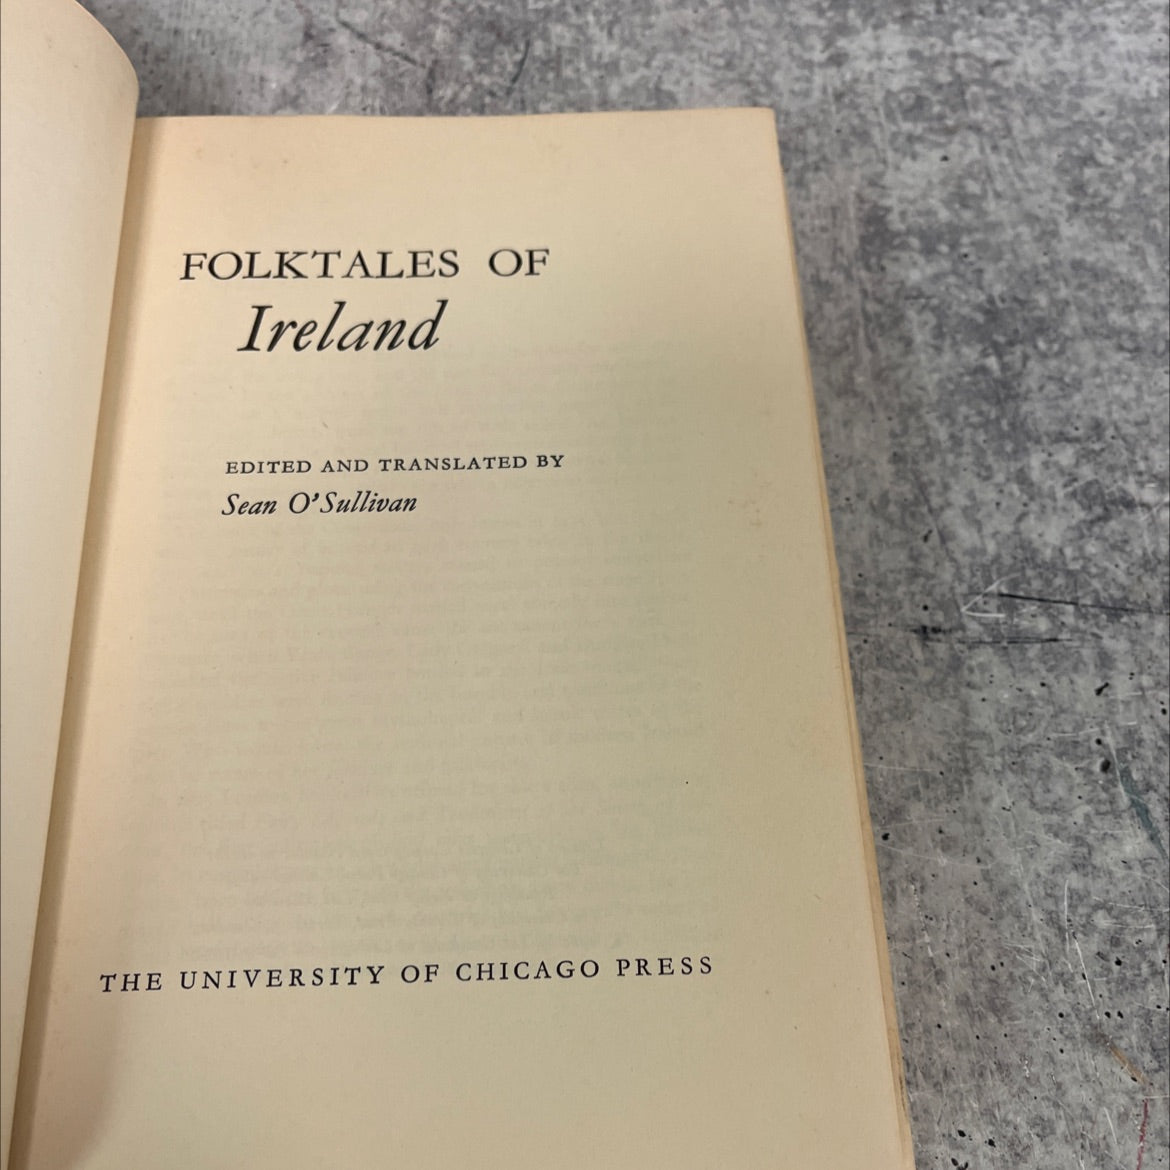 FOLKTALES OF
Ireland
EDITED AND TRANSLATED BY
Sean O'Sullivan
THE UNIVERSITY OF CHICAGO PRESS